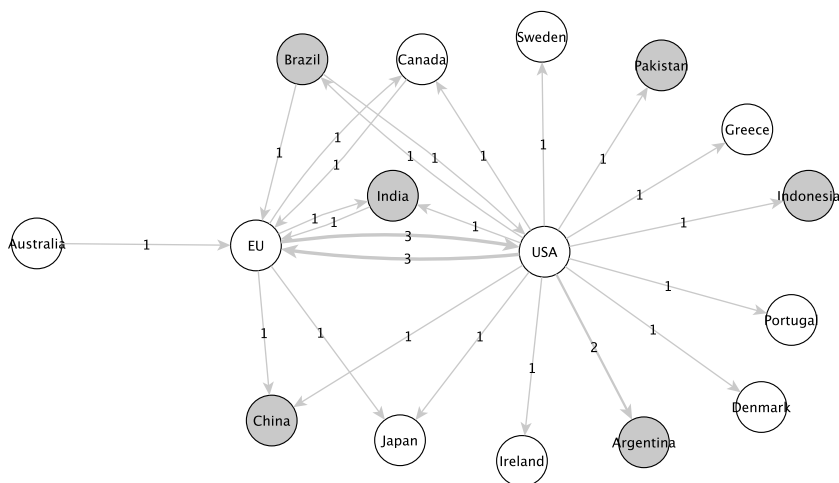 Sweden
Brazil
Canada
Pakistan
Greece
1
1
1
1
1
1
1
1
1
India
Indonesia
1
1
1
1
1
Australia
1
EU
3
USA
3
1
Portugal
1
1
1
1
1
2
1
Denmark
China
Japan
Ireland
Argentina